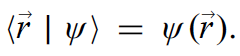 ⟨r⃗ | ψ⟩ = ψ(r⃗).